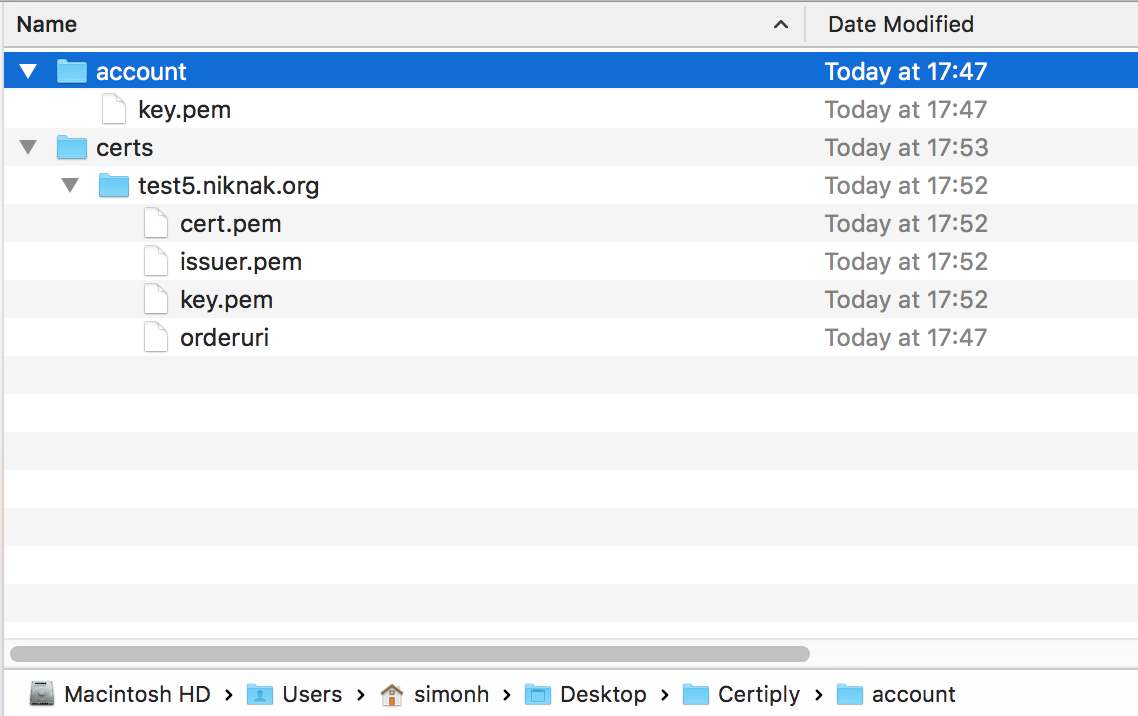 Name Date Modified
account Today at 17:47
key.pem Today at 17:47
certs Today at 17:53
test5.niknak.org Today at 17:52
cert.pem Today at 17:52
issuer.pem Today at 17:52
key.pem Today at 17:52
orderuri Today at 17:47
Macintosh HD › Users › simonh › Desktop › Certiply › account